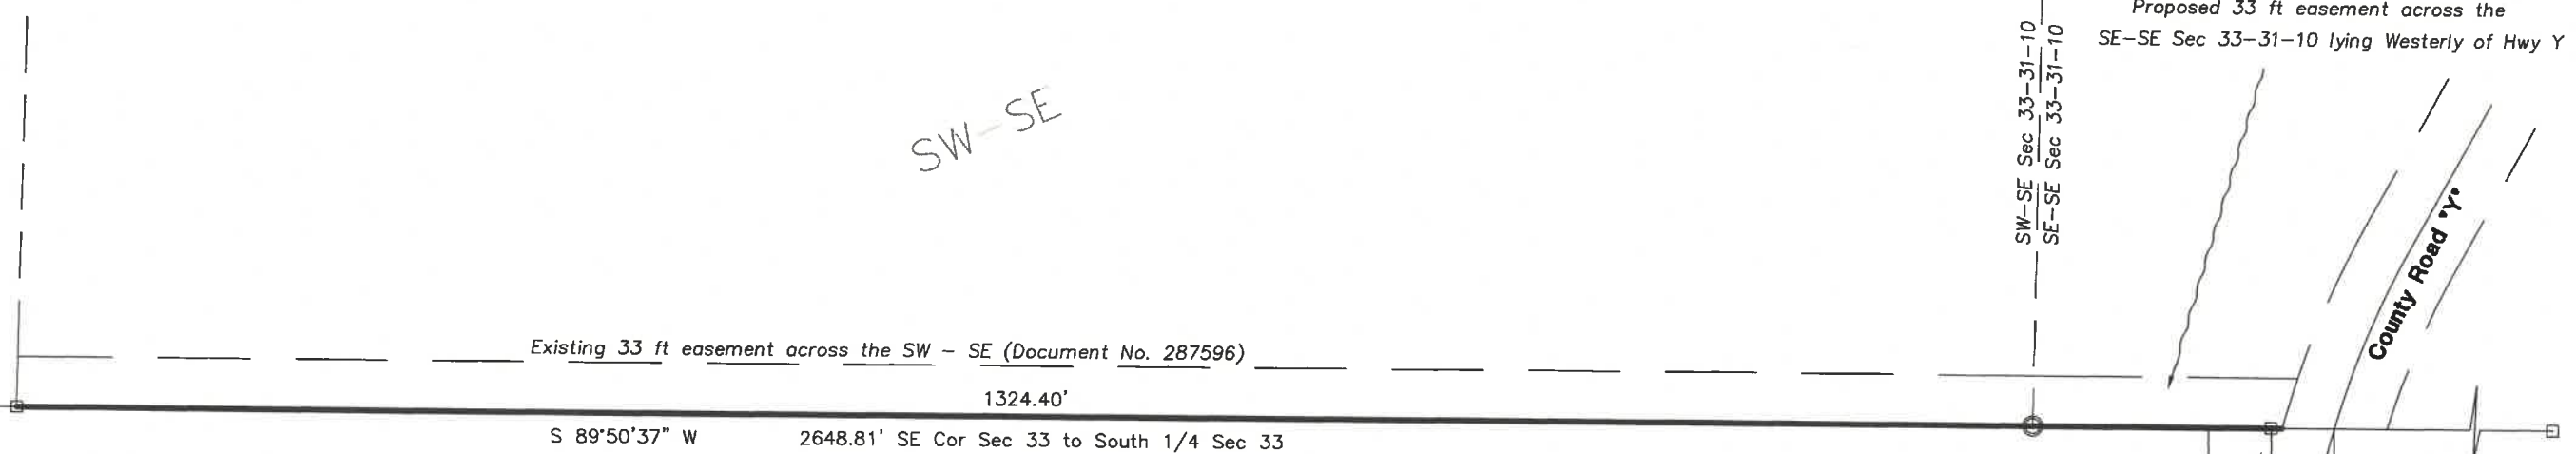 Proposed 33 ft easement across the
SE-SE Sec 33-31-10 lying Westerly of Hwy Y
SW-SE Sec 33-31-10
SE-SE Sec 33-31-10
SW-SE
County Road "Y"
Existing 33 ft easement across the SW - SE (Document No. 287596)
1324.40'
S 89°50'37" W 2648.81' SE Cor Sec 33 to South 1/4 Sec 33